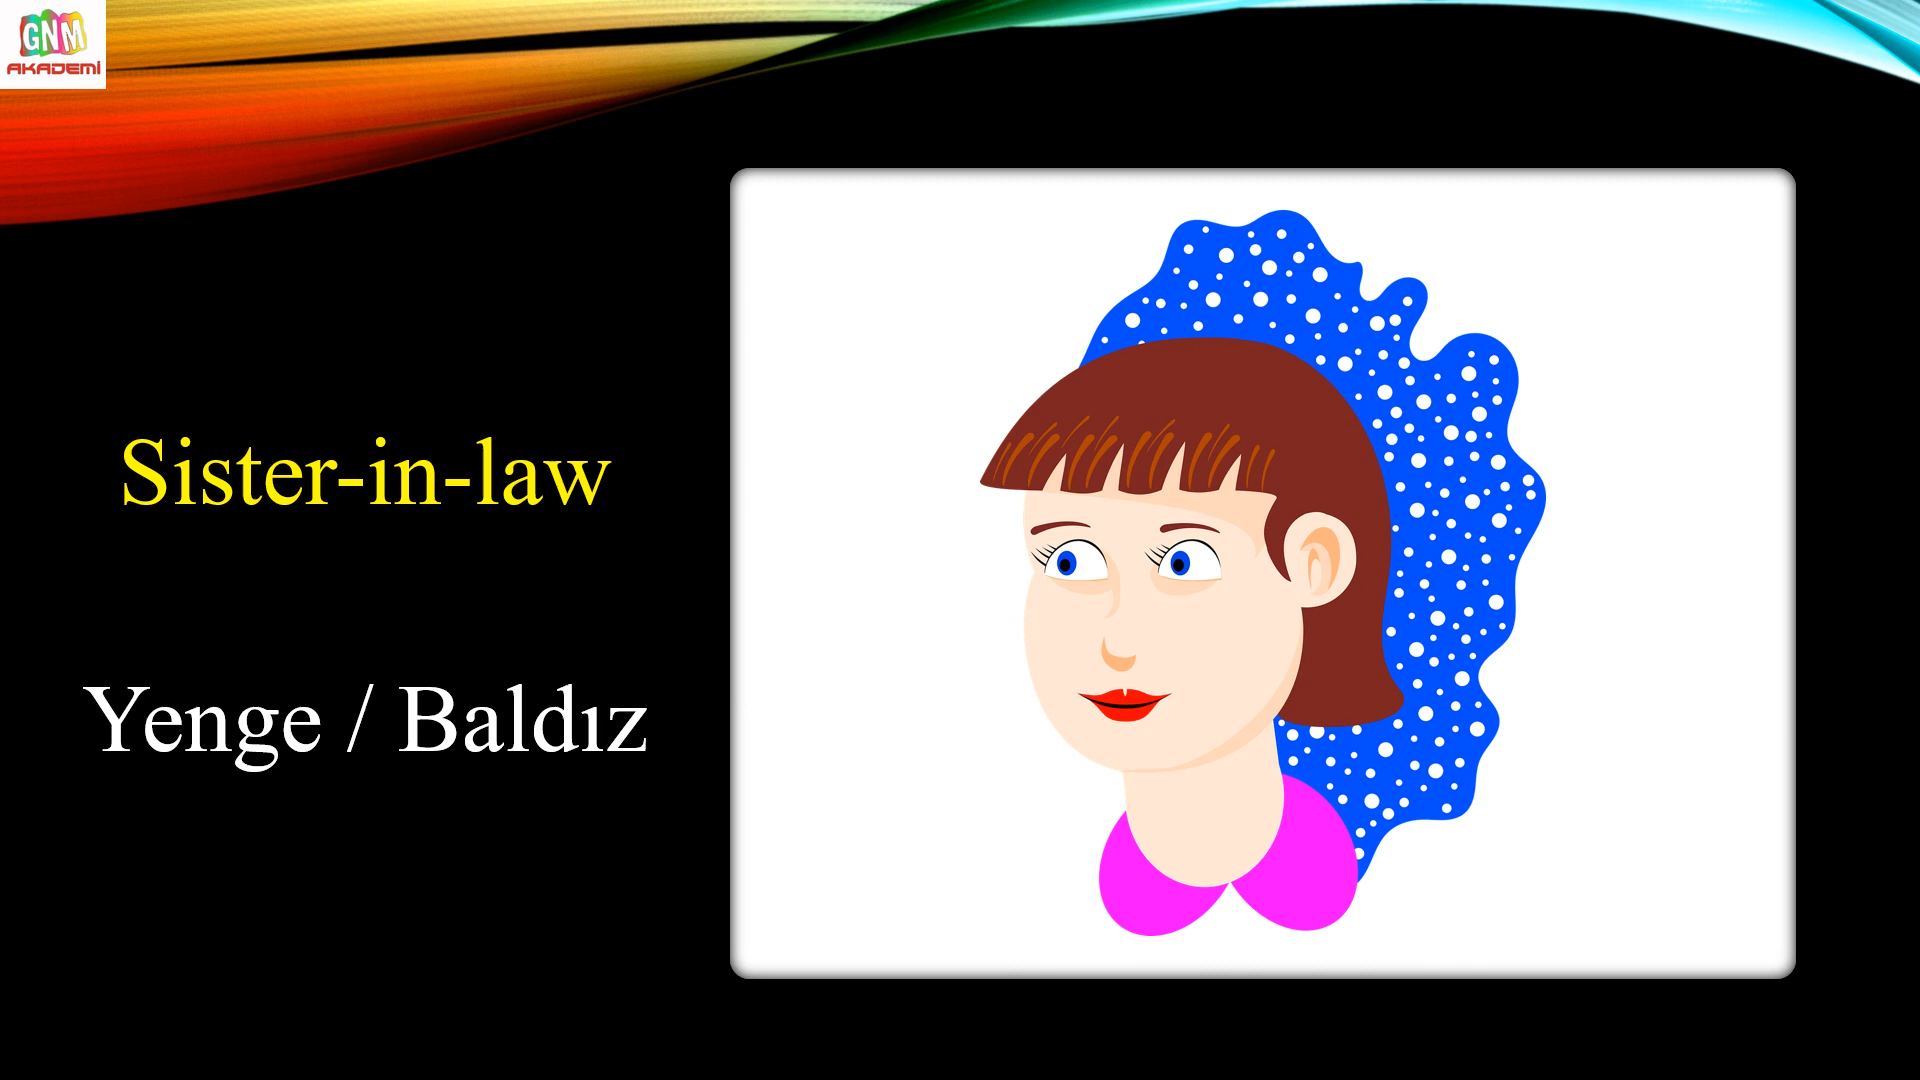 GNM
AKADEMİ
Sister-in-law
Yenge / Baldız